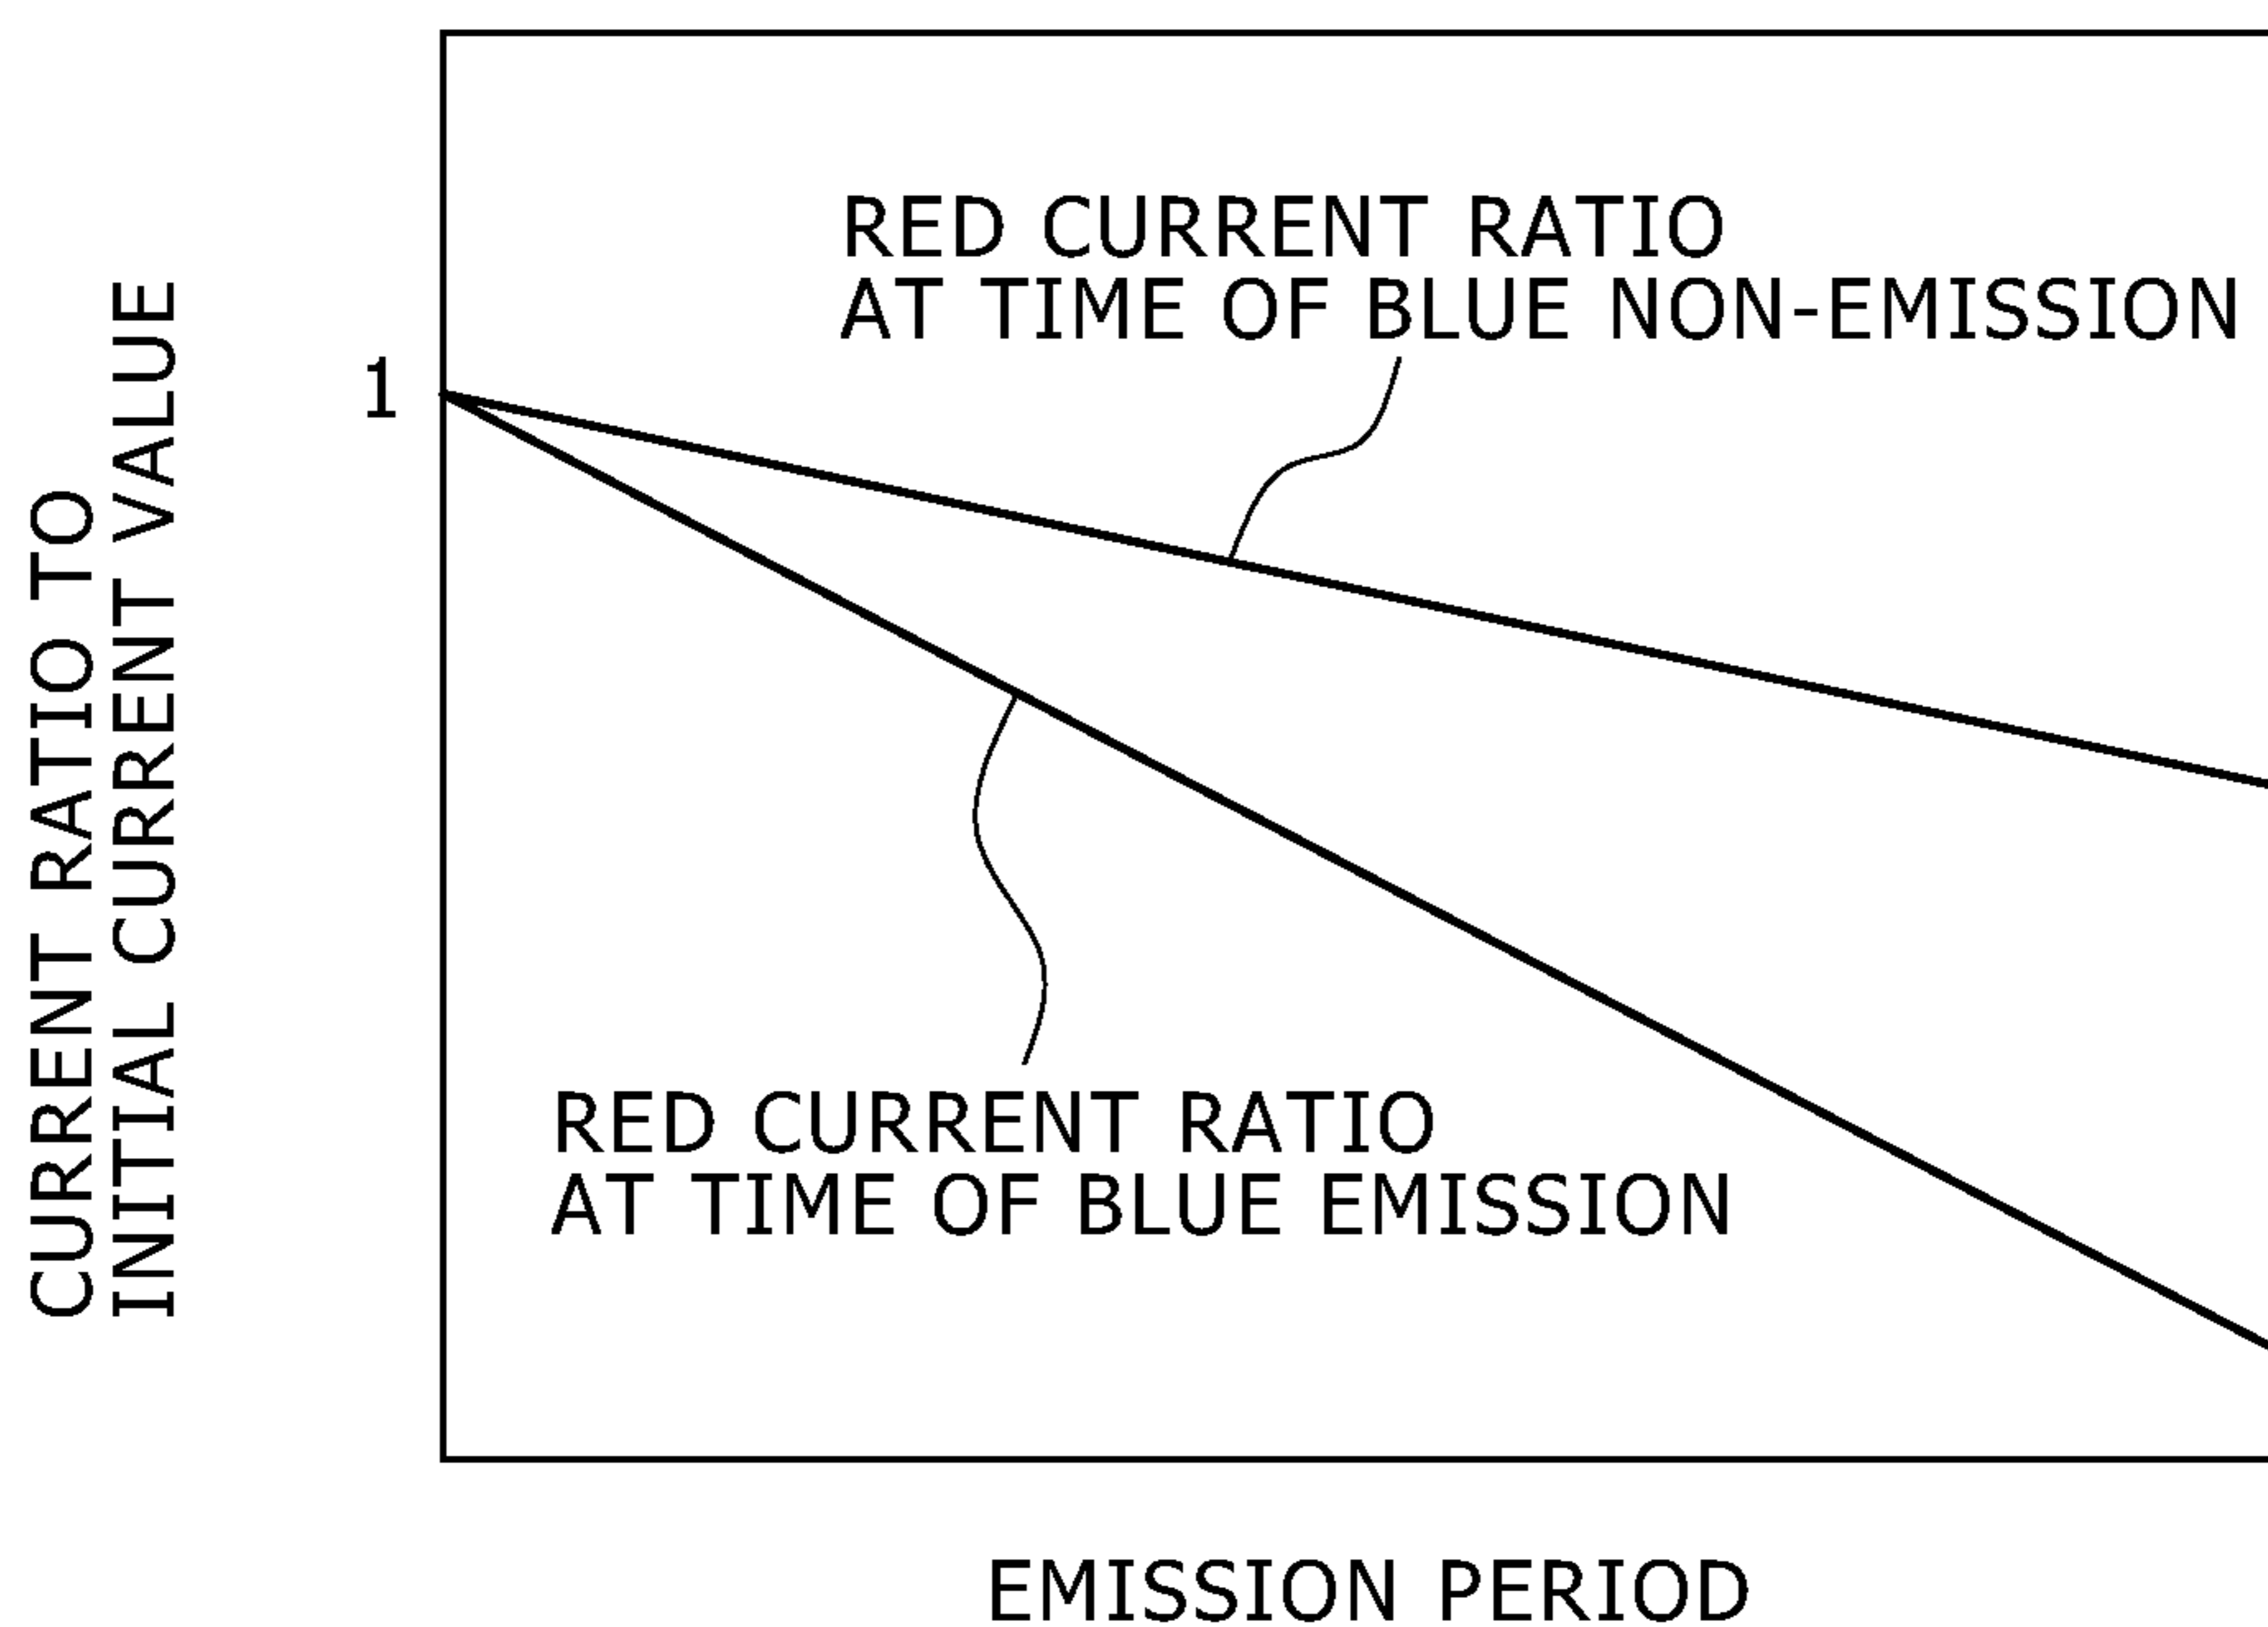 CURRENT RATIO TO
INITIAL CURRENT VALUE
1
RED CURRENT RATIO
AT TIME OF BLUE NON-EMISSION
RED CURRENT RATIO
AT TIME OF BLUE EMISSION
EMISSION PERIOD